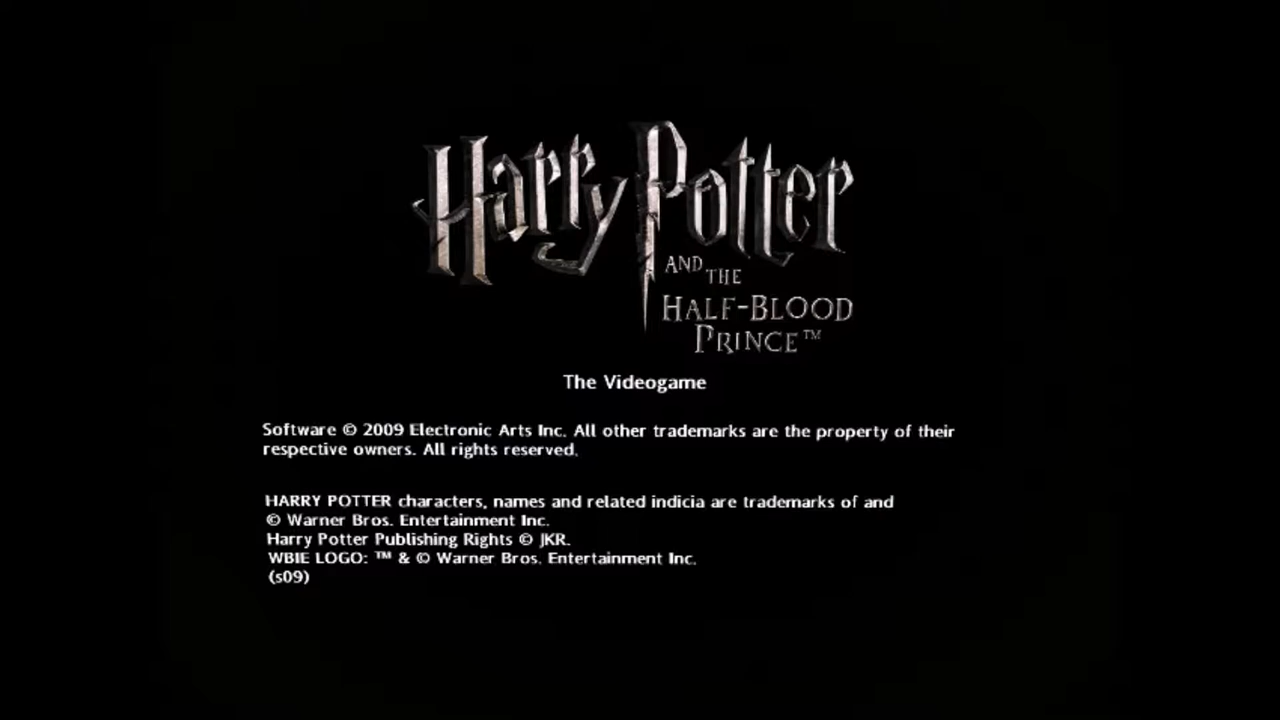 Harry Potter
AND THE
HALF-BLOOD
PRINCE™
The Videogame
Software © 2009 Electronic Arts Inc. All other trademarks are the property of their
respective owners. All rights reserved.
HARRY POTTER characters, names and related indicia are trademarks of and
© Warner Bros. Entertainment Inc.
Harry Potter Publishing Rights © JKR.
WBIE LOGO: ™ & © Warner Bros. Entertainment Inc.
(s09)